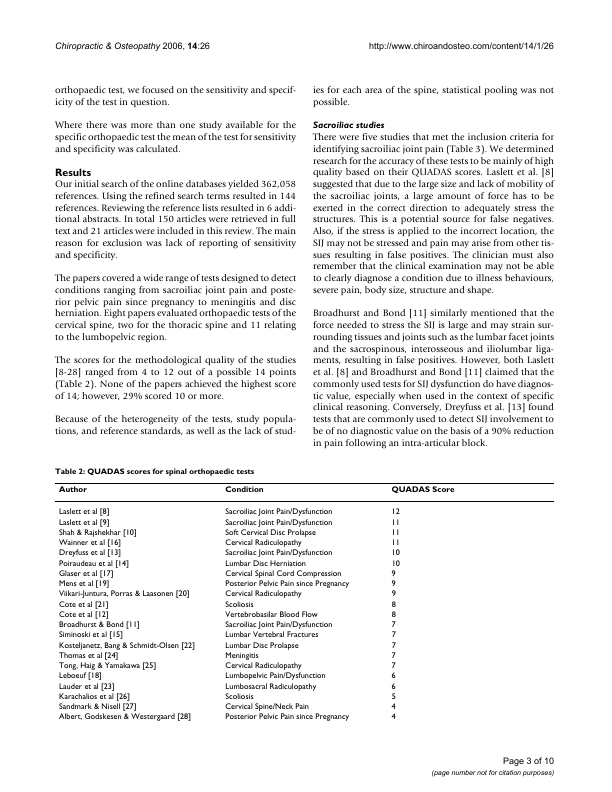 Chiropractic & Osteopathy 2006, 14:26
http://www.chiroandosteo.com/content/14/1/26
orthopaedic test, we focused on the sensitivity and specif-
icity of the test in question.
Where there was more than one study available for the
specific orthopaedic test the mean of the test for sensitivity
and specificity was calculated.
Results
Our initial search of the online databases yielded 362,058
references. Using the refined search terms resulted in 144
references. Reviewing the reference lists resulted in 6 addi-
tional abstracts. In total 150 articles were retrieved in full
text and 21 articles were included in this review. The main
reason for exclusion was lack of reporting of sensitivity
and specificity.
The papers covered a wide range of tests designed to detect
conditions ranging from sacroiliac joint pain and poste-
rior pelvic pain since pregnancy to meningitis and disc
herniation. Eight papers evaluated orthopaedic tests of the
cervical spine, two for the thoracic spine and 11 relating
to the lumbopelvic region.
The scores for the methodological quality of the studies
[8-28] ranged from 4 to 12 out of a possible 14 points
(Table 2). None of the papers achieved the highest score
of 14; however, 29% scored 10 or more.
Because of the heterogeneity of the tests, study popula-
tions, and reference standards, as well as the lack of stud-
ies for each area of the spine, statistical pooling was not
possible.
Sacroiliac studies
There were five studies that met the inclusion criteria for
identifying sacroiliac joint pain (Table 3). We determined
research for the accuracy of these tests to be mainly of high
quality based on their QUADAS scores. Laslett et al. [8]
suggested that due to the large size and lack of mobility of
the sacroiliac joints, a large amount of force has to be
exerted in the correct direction to adequately stress the
structures. This is a potential source for false negatives.
Also, if the stress is applied to the incorrect location, the
SIJ may not be stressed and pain may arise from other tis-
sues resulting in false positives. The clinician must also
remember that the clinical examination may not be able
to clearly diagnose a condition due to illness behaviours,
severe pain, body size, structure and shape.
Broadhurst and Bond [11] similarly mentioned that the
force needed to stress the SIJ is large and may strain sur-
rounding tissues and joints such as the lumbar facet joints
and the sacrospinous, interosseous and iliolumbar liga-
ments, resulting in false positives. However, both Laslett
et al. [8] and Broadhurst and Bond [11] claimed that the
commonly used tests for SIJ dysfunction do have diagnos-
tic value, especially when used in the context of specific
clinical reasoning. Conversely, Dreyfuss et al. [13] found
tests that are commonly used to detect SIJ involvement to
be of no diagnostic value on the basis of a 90% reduction
in pain following an intra-articular block.
Table 2: QUADAS scores for spinal orthopaedic tests
Author Condition QUADAS Score
Laslett et al [8] Sacroiliac Joint Pain/Dysfunction 12
Laslett et al [9] Sacroiliac Joint Pain/Dysfunction 11
Shah & Rajshekhar [10] Soft Cervical Disc Prolapse 11
Wainner et al [16] Cervical Radiculopathy 11
Dreyfuss et al [13] Sacroiliac Joint Pain/Dysfunction 10
Poiraudeau et al [14] Lumbar Disc Herniation 10
Glaser et al [17] Cervical Spinal Cord Compression 9
Mens et al [19] Posterior Pelvic Pain since Pregnancy 9
Viikari-Juntura, Porras & Laasonen [20] Cervical Radiculopathy 9
Cote et al [21] Scoliosis 8
Cote et al [12] Vertebrobasilar Blood Flow 8
Broadhurst & Bond [11] Sacroiliac Joint Pain/Dysfunction 7
Siminoski et al [15] Lumbar Vertebral Fractures 7
Kosteljanetz, Bang & Schmidt-Olsen [22] Lumbar Disc Prolapse 7
Thomas et al [24] Meningitis 7
Tong, Haig & Yamakawa [25] Cervical Radiculopathy 7
Leboeuf [18] Lumbopelvic Pain/Dysfunction 6
Lauder et al [23] Lumbosacral Radiculopathy 6
Karachalios et al [26] Scoliosis 5
Sandmark & Nisell [27] Cervical Spine/Neck Pain 4
Albert, Godskesen & Westergaard [28] Posterior Pelvic Pain since Pregnancy 4
Page 3 of 10
(page number not for citation purposes)